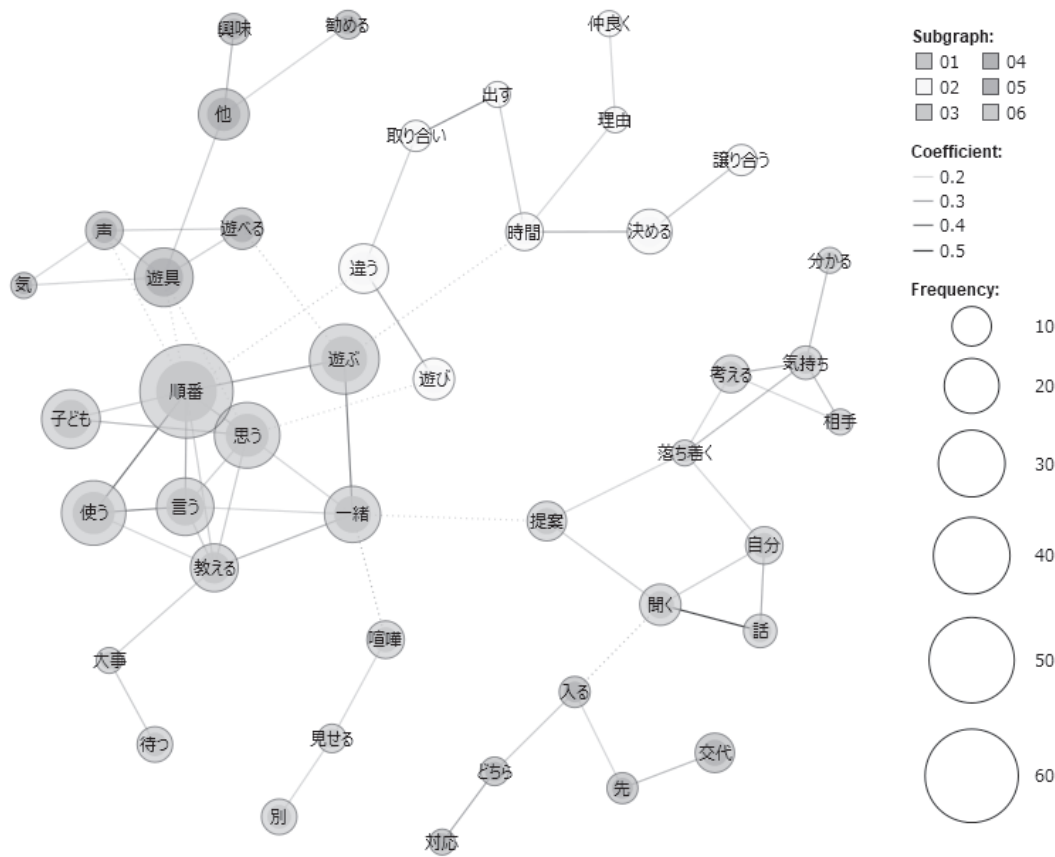 興味
勧める
仲良く
他
出す
取り合い
理由
譲り合う
声
遊べる
時間
決める
気
遊具
違う
分かる
順番
遊ぶ
遊び
考える
気持ち
子ども
思う
相手
落ち着く
使う
言う
一緒
提案
自分
教える
聞く
話
大事
喧嘩
入る
待つ
見せる
どちら
先
交代
別
対応
Subgraph:
01 04
02 05
03 06
Coefficient:
0.2
0.3
0.4
0.5
Frequency:
10
20
30
40
50
60